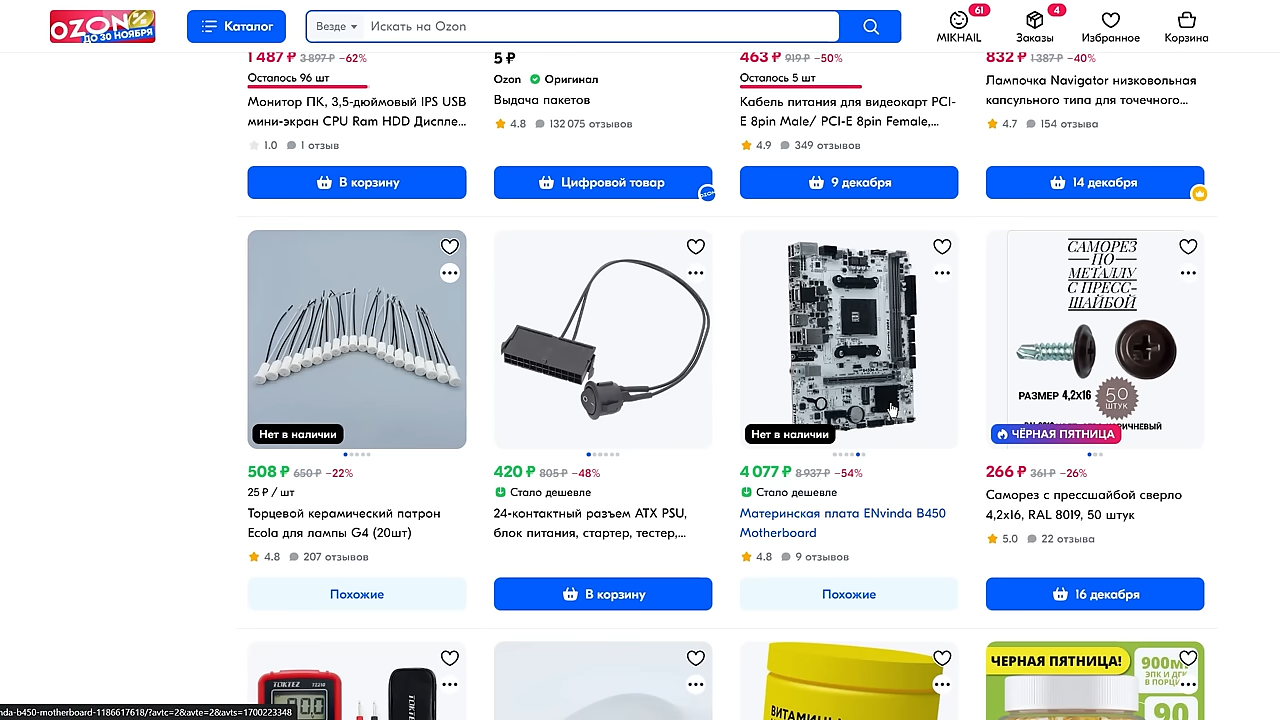 OZON
ДО 30 НОЯБРЯ
Каталог
Везде
Искать на Ozon
61
MIKHAIL
4
Заказы
Избранное
Корзина
1 487 ₽ 3 897 ₽ −62%
Осталось 96 шт
Монитор ПК, 3,5-дюймовый IPS USB
мини-экран CPU Ram HDD Диспле...
1.0 1 отзыв
В корзину
5 ₽
Ozon Оригинал
Выдача пакетов
4.8 132 075 отзывов
Цифровой товар
463 ₽ 919 ₽ −50%
Осталось 5 шт
Кабель питания для видеокарт PCI-
E 8pin Male/ PCI-E 8pin Female,...
4.9 349 отзывов
9 декабря
832 ₽ 1 387 ₽ −40%
Лампочка Navigator низковольная
капсульного типа для точечного...
4.7 154 отзыва
14 декабря
Нет в наличии
508 ₽ 650 ₽ −22%
25 ₽ / шт
Торцевой керамический патрон
Ecola для лампы G4 (20шт)
4.8 207 отзывов
Похожие
420 ₽ 805 ₽ −48%
Стало дешевле
24-контактный разъем ATX PSU,
блок питания, стартер, тестер,...
В корзину
Нет в наличии
4 077 ₽ 8 937 ₽ −54%
Стало дешевле
Материнская плата ENvinda B450
Motherboard
4.8 9 отзывов
Похожие
САМОРЕЗ
ПО
МЕТАЛЛУ
С ПРЕСС-
ШАЙБОЙ
РАЗМЕР 4,2x16
50
ШТУК
ЧЁРНАЯ ПЯТНИЦА
266 ₽ 361 ₽ −26%
Саморез с прессшайбой сверло
4,2х16, RAL 8019, 50 штук
5.0 22 отзыва
16 декабря
TOKTEZ
ВИТАМИНЫ
ЧЕРНАЯ ПЯТНИЦА!
900мг
ЭПК И ДГК
В ПОРЦИИ
90
nda-b450-motherboard-1186617618/?avtc=2&avte=2&avts=1700223348